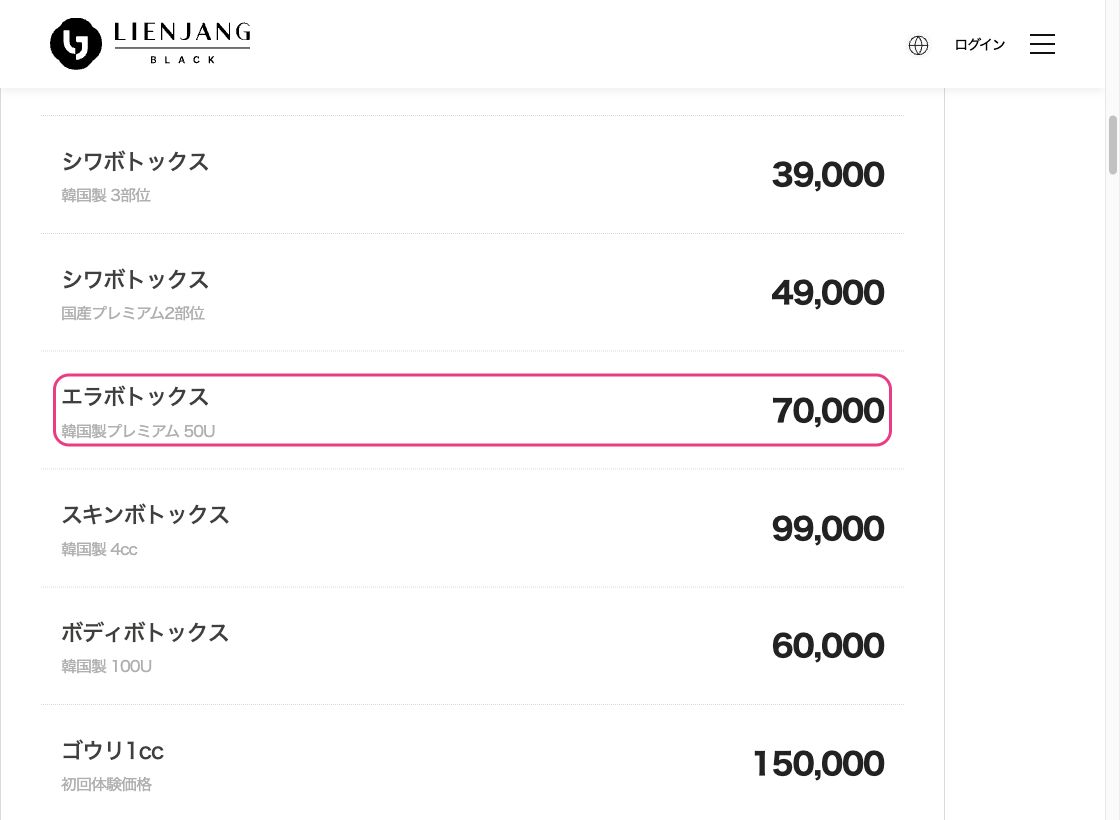 LIENJANG
BLACK
ログイン
シワボトックス
韓国製 3部位
39,000
シワボトックス
国産プレミアム2部位
49,000
エラボトックス
韓国製プレミアム 50U
70,000
スキンボトックス
韓国製 4cc
99,000
ボディボトックス
韓国製 100U
60,000
ゴウリ1cc
初回体験価格
150,000